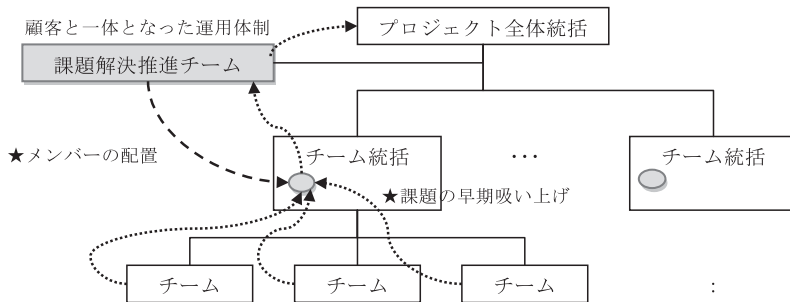 顧客と一体となった運用体制
プロジェクト全体統括
課題解決推進チーム
★メンバーの配置
チーム統括
…
チーム統括
★課題の早期吸い上げ
チーム
チーム
チーム
: